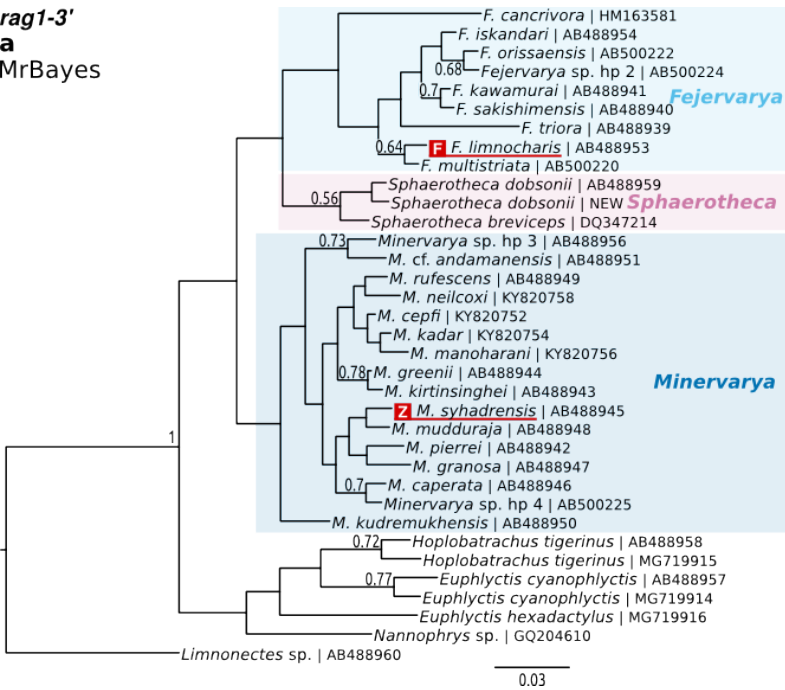 rag1-3'
a
MrBayes
F. cancrivora | HM163581
F. iskandari | AB488954
F. orissaensis | AB500222
0.68 Fejervarya sp. hp 2 | AB500224
0.7 F. kawamurai | AB488941
Fejervarya
F. sakishimensis | AB488940
F. triora | AB488939
0.64 F F. limnocharis | AB488953
F. multistriata | AB500220
Sphaerotheca dobsonii | AB488959
0.56 Sphaerotheca dobsonii | NEW Sphaerotheca
Sphaerotheca breviceps | DQ347214
0.73 Minervarya sp. hp 3 | AB488956
M. cf. andamanensis | AB488951
M. rufescens | AB488949
M. neilcoxi | KY820758
M. cepfi | KY820752
M. kadar | KY820754
M. manoharani | KY820756
0.78 M. greenii | AB488944
Minervarya
M. kirtinsinghei | AB488943
Z M. syhadrensis | AB488945
M. mudduraja | AB488948
1
M. pierrei | AB488942
M. granosa | AB488947
0.7 M. caperata | AB488946
Minervarya sp. hp 4 | AB500225
M. kudremukhensis | AB488950
0.72 Hoplobatrachus tigerinus | AB488958
Hoplobatrachus tigerinus | MG719915
0.77 Euphlyctis cyanophlyctis | AB488957
Euphlyctis cyanophlyctis | MG719914
Euphlyctis hexadactylus | MG719916
Nannophrys sp. | GQ204610
Limnonectes sp. | AB488960
0.03